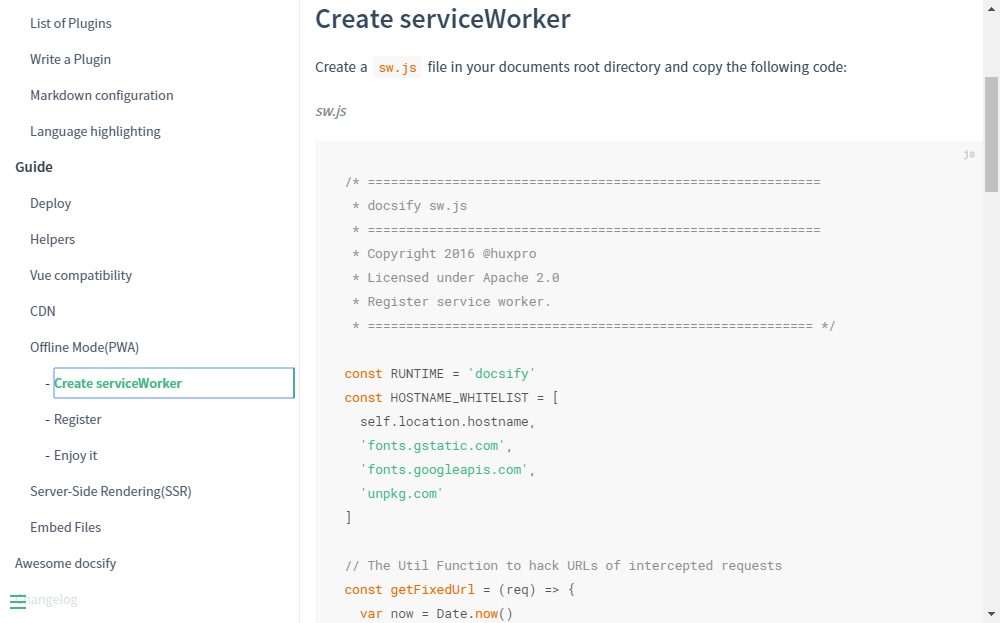 List of Plugins
Write a Plugin
Markdown configuration
Language highlighting
Guide
Deploy
Helpers
Vue compatibility
CDN
Offline Mode(PWA)
- Create serviceWorker
- Register
- Enjoy it
Server-Side Rendering(SSR)
Embed Files
Awesome docsify
Changelog
Create serviceWorker
Create a sw.js file in your documents root directory and copy the following code:
sw.js
js
/* ===========================================================
 * docsify sw.js
 * ===========================================================
 * Copyright 2016 @huxpro
 * Licensed under Apache 2.0
 * Register service worker.
 * ========================================================== */
const RUNTIME = 'docsify'
const HOSTNAME_WHITELIST = [
  self.location.hostname,
  'fonts.gstatic.com',
  'fonts.googleapis.com',
  'unpkg.com'
]
// The Util Function to hack URLs of intercepted requests
const getFixedUrl = (req) => {
  var now = Date.now()